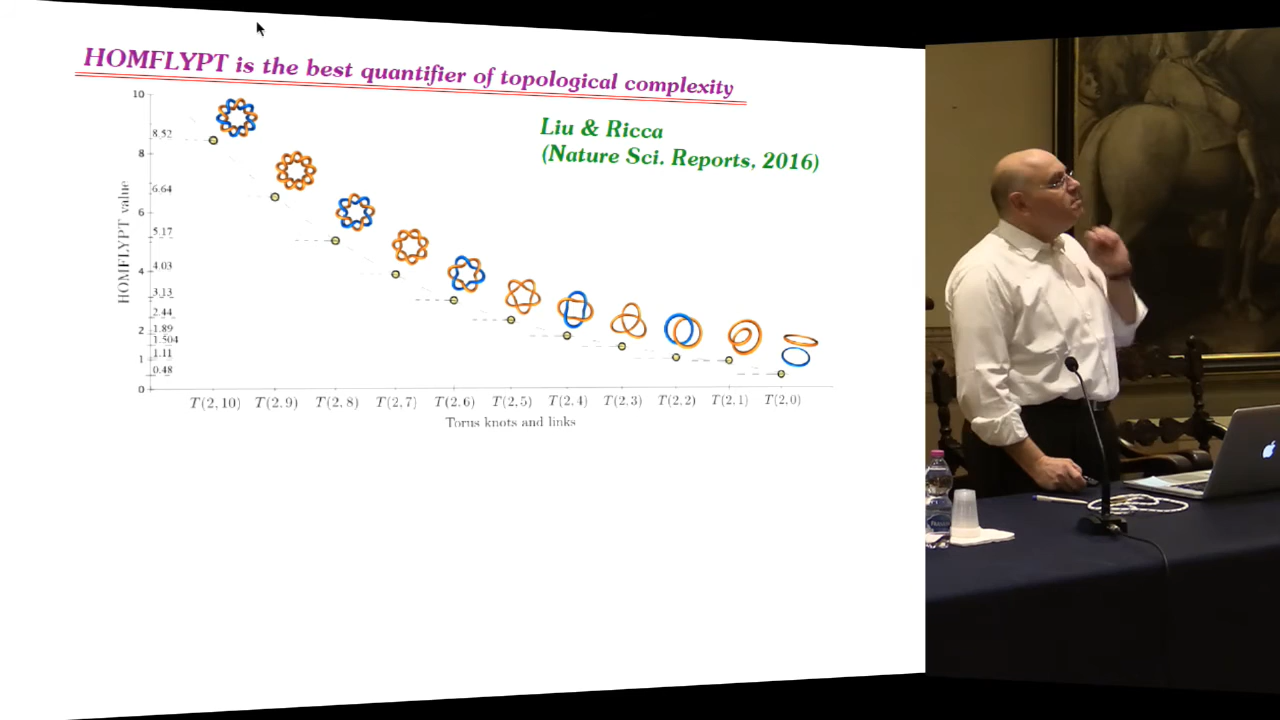 HOMFLYPT is the best quantifier of topological complexity
Liu & Ricca
(Nature Sci. Reports, 2016)
HOMFLYPT value
10
8.52
8
6.64
6
5.17
4.03
4
3.13
2.44
1.89
2
1.504
1.11
1
0.48
0
T(2,10) T(2,9) T(2,8) T(2,7) T(2,6) T(2,5) T(2,4) T(2,3) T(2,2) T(2,1) T(2,0)
Torus knots and links